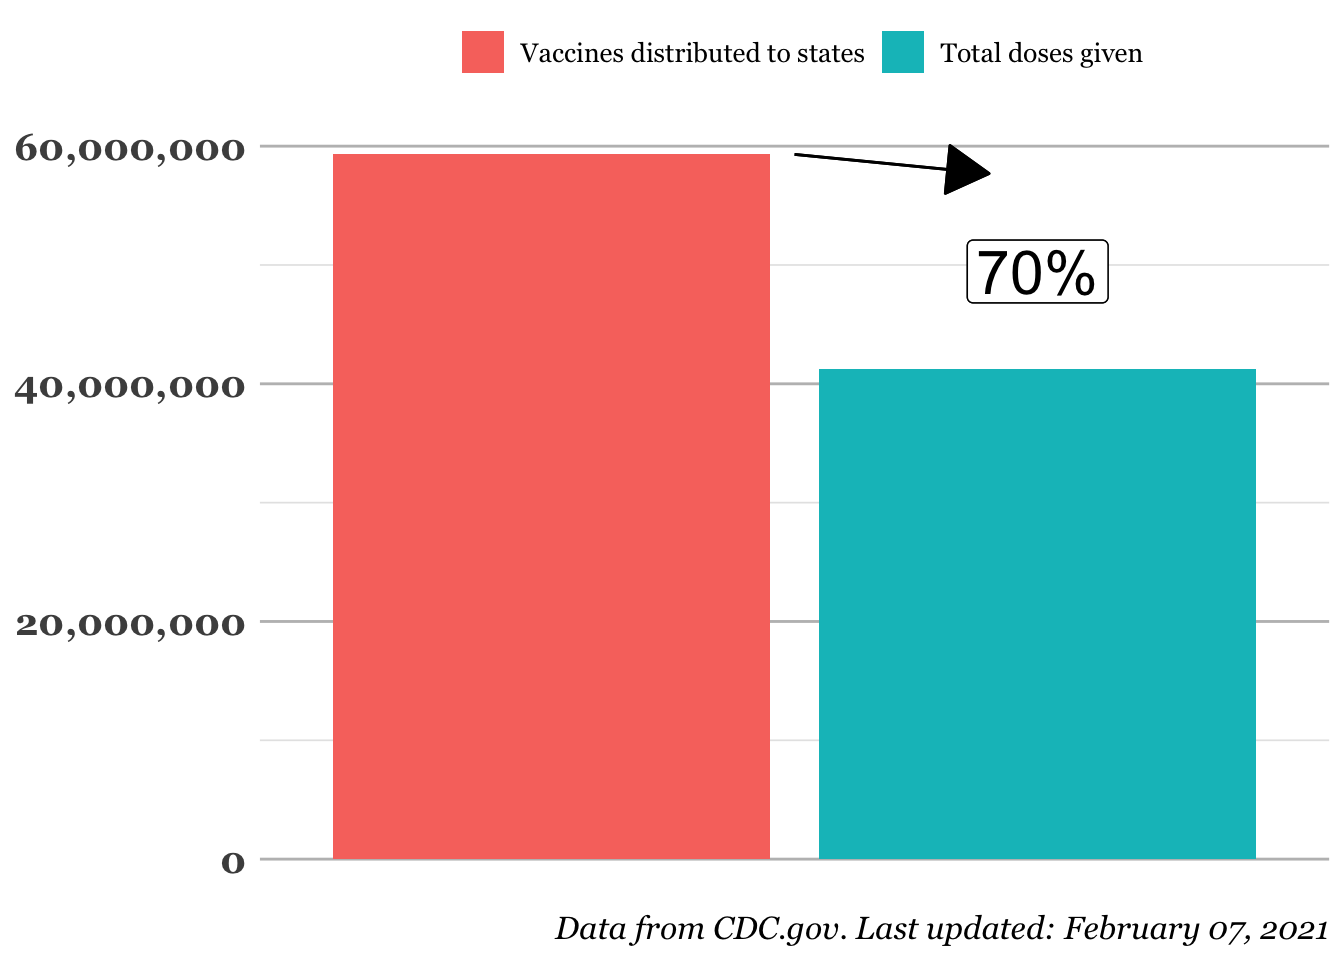 Vaccines distributed to states Total doses given
60,000,000
70%
40,000,000
20,000,000
0
Data from CDC.gov. Last updated: February 07, 2021